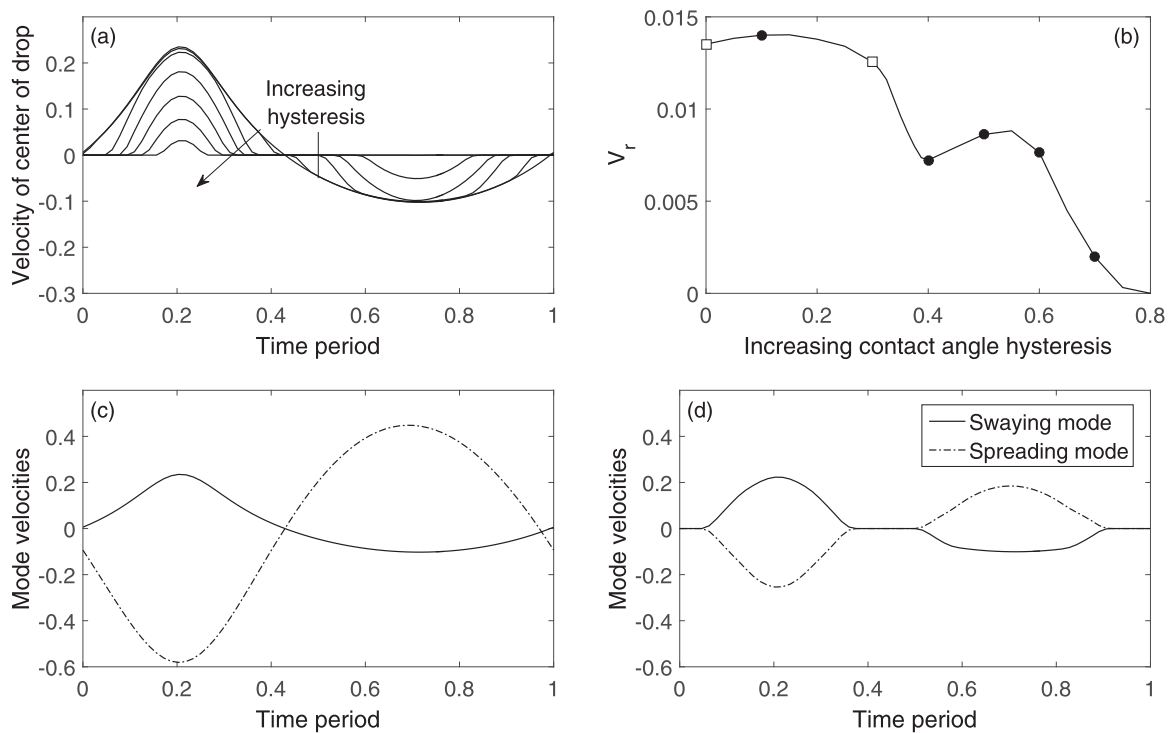 (a)
Increasing
hysteresis
0.2
0.1
0
-0.1
-0.2
-0.3
Velocity of center of drop
0 0.2 0.4 0.6 0.8 1
Time period
(b)
0.015
0.01
0.005
0
Vr
0 0.2 0.4 0.6 0.8
Increasing contact angle hysteresis
(c)
0.4
0.2
0
-0.2
-0.4
-0.6
Mode velocities
0 0.2 0.4 0.6 0.8 1
Time period
(d)
Swaying mode
Spreading mode
0.4
0.2
0
-0.2
-0.4
-0.6
Mode velocities
0 0.2 0.4 0.6 0.8 1
Time period